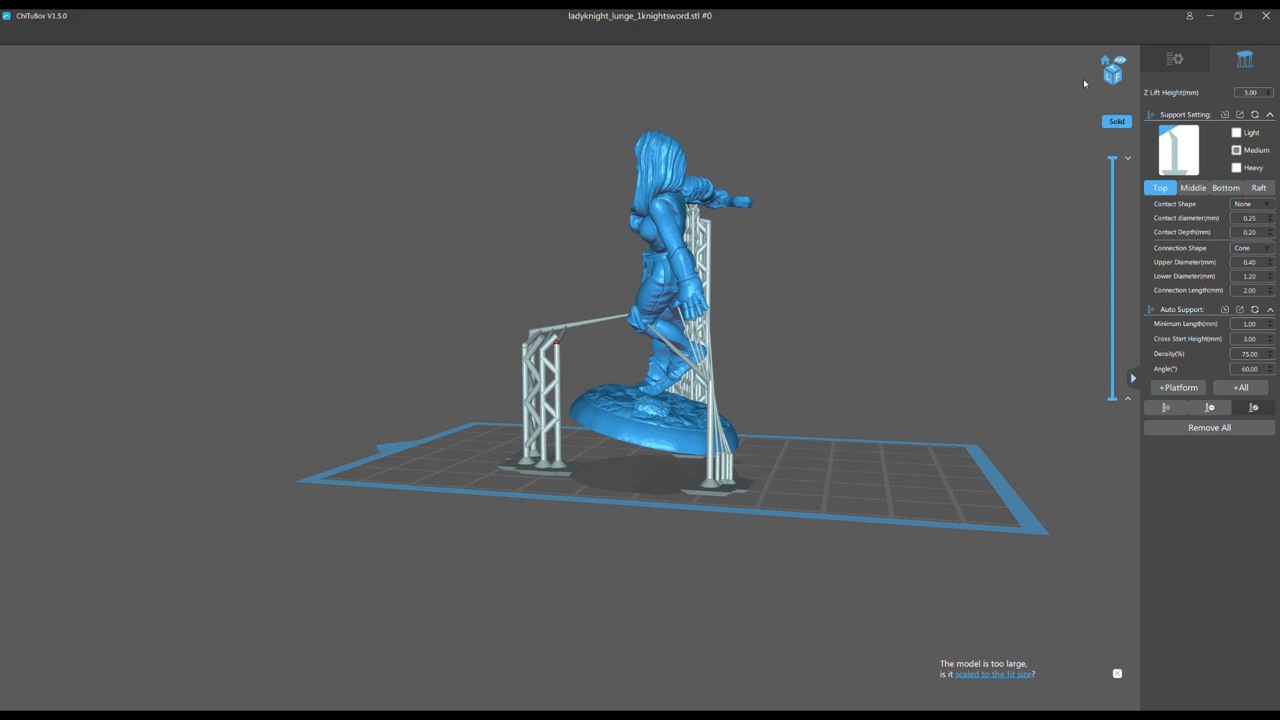 ChiTuBox V1.5.0
ladyknight_lunge_1knightsword.stl #0
Z Lift Height(mm) 5.00
Support Setting:
Light
Medium
Heavy
Top Middle Bottom Raft
Contact Shape None
Contact diameter(mm) 0.25
Contact Depth(mm) 0.20
Connection Shape Cone
Upper Diameter(mm) 0.40
Lower Diameter(mm) 1.20
Connection Length(mm) 2.00
Auto Support:
Minimum Length(mm) 1.00
Cross Start Height(mm) 3.00
Density(%) 75.00
Angle(°) 60.00
+Platform +All
Remove All
Solid
The model is too large,
is it scaled to the fit size?